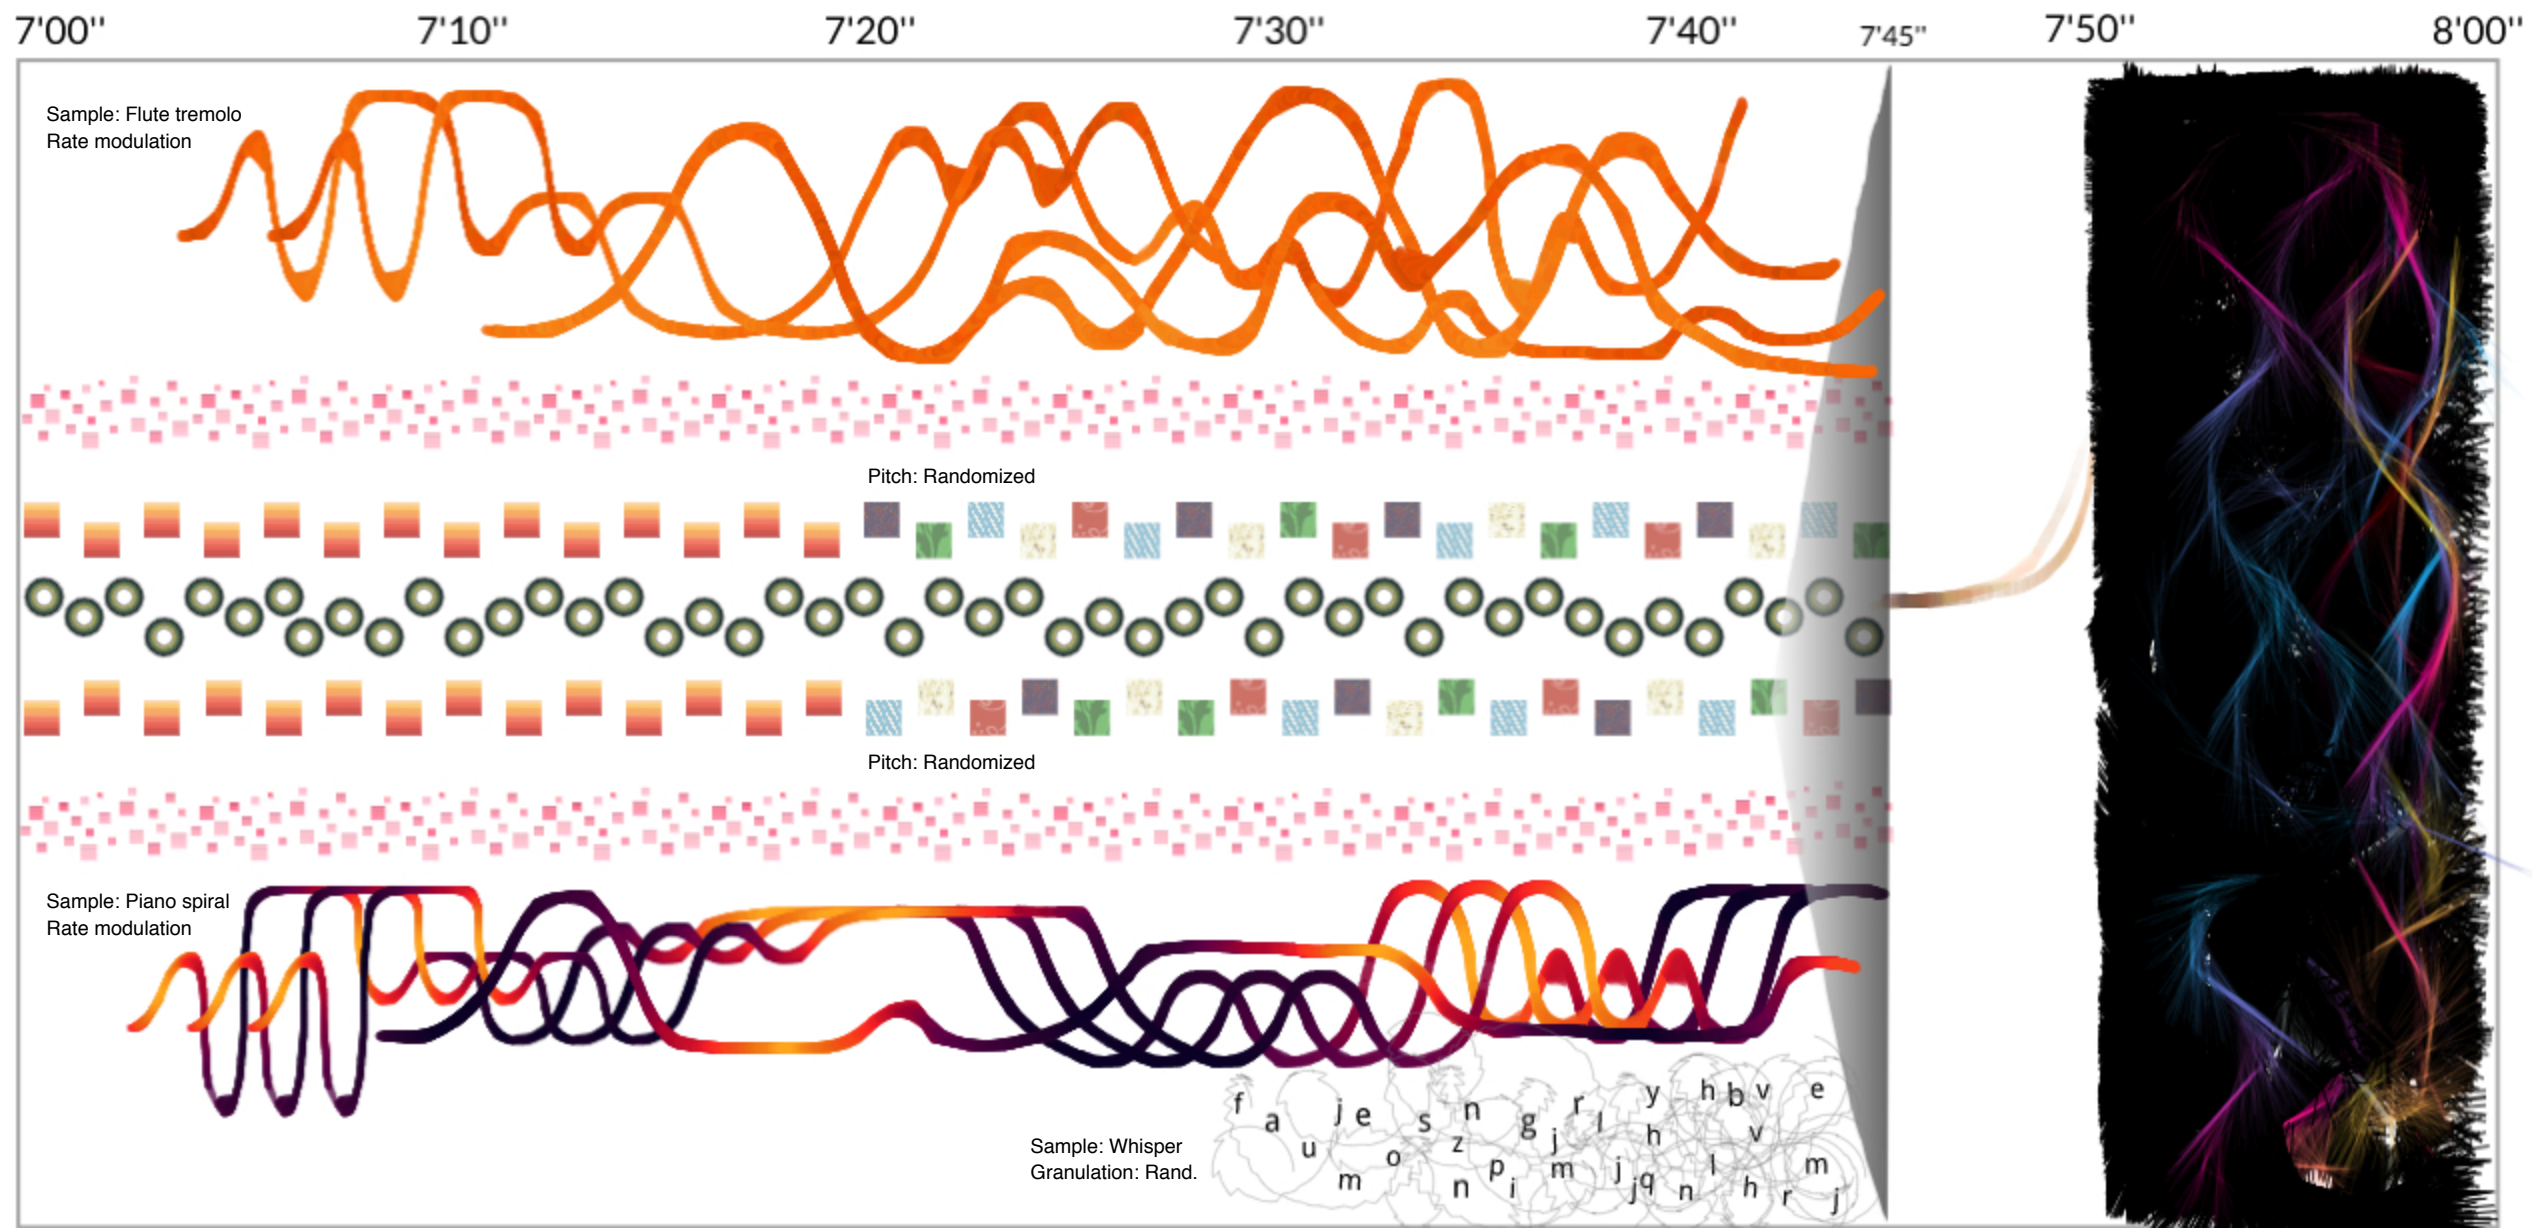 7'00" 7'10" 7'20" 7'30" 7'40" 7'45" 7'50" 8'00"
Sample: Flute tremolo
Rate modulation
Pitch: Randomized
Pitch: Randomized
Sample: Piano spiral
Rate modulation
Sample: Whisper
Granulation: Rand.
f a u j e m o s n z n p i g j m r l y h j j q n h b v v l h r e m j